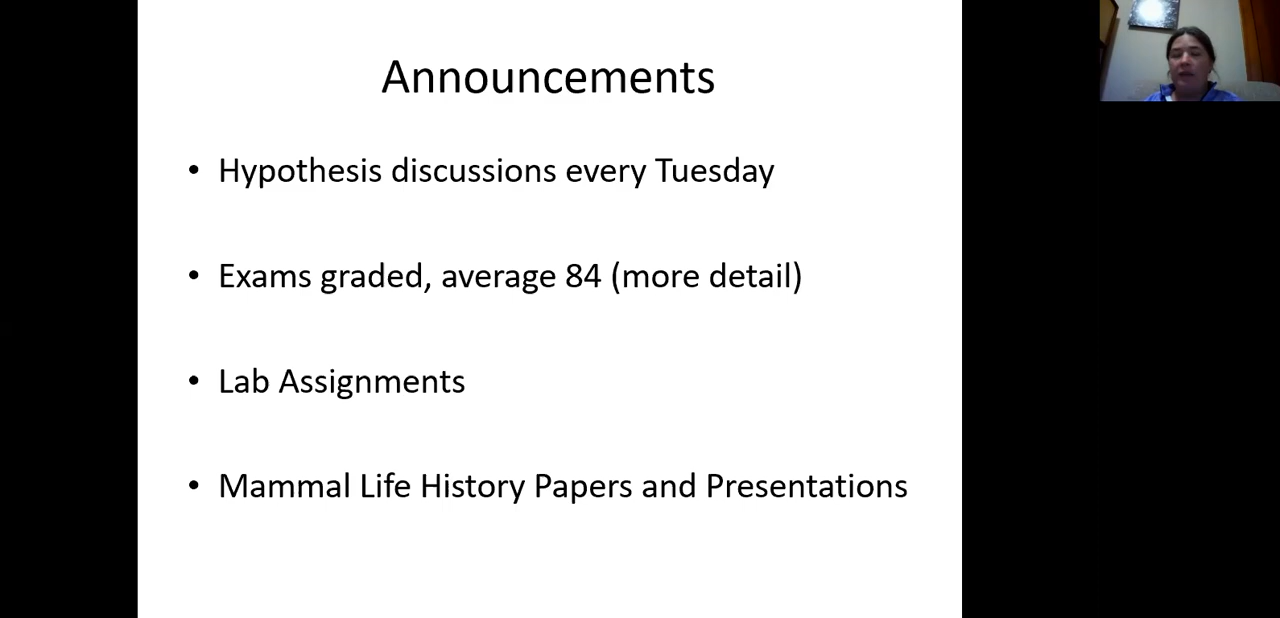 Announcements
• Hypothesis discussions every Tuesday
• Exams graded, average 84 (more detail)
• Lab Assignments
• Mammal Life History Papers and Presentations